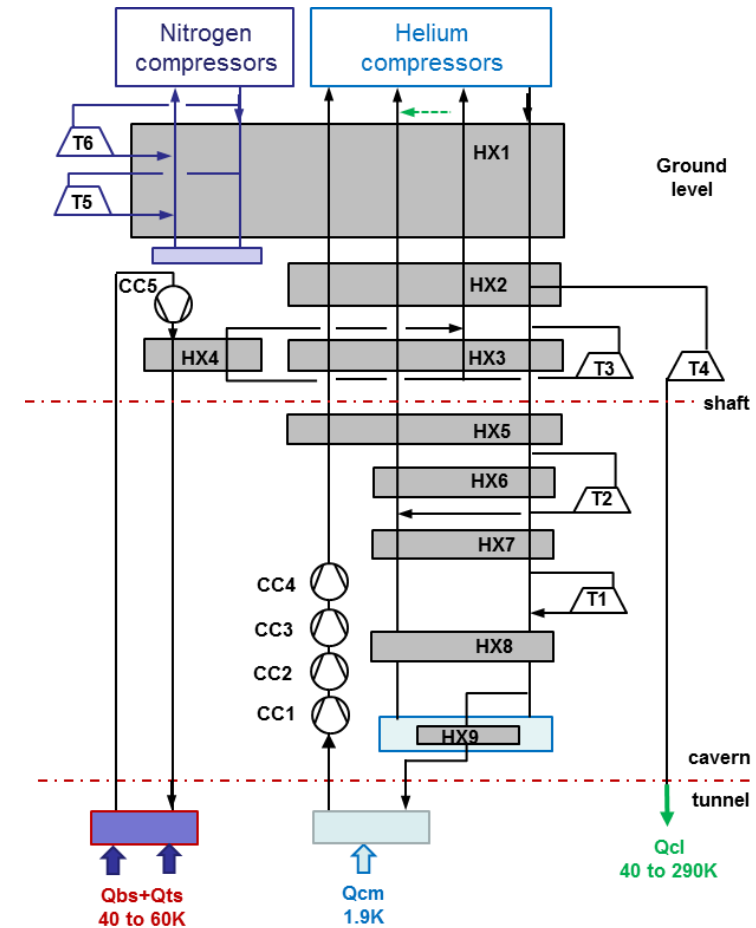 Nitrogen
compressors
Helium
compressors
T6
HX1
Ground
level
T5
CC5
HX2
HX4
HX3
T3
T4
shaft
HX5
HX6
T2
HX7
CC4
T1
CC3
HX8
CC2
CC1
HX9
cavern
tunnel
Qbs+Qts
40 to 60K
Qcm
1.9K
Qcl
40 to 290K